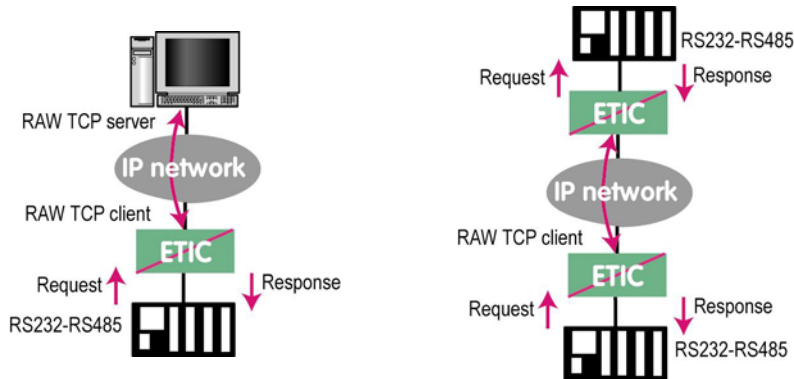 RAW TCP server
IP network
RAW TCP client
ETIC
Request
Response
RS232-RS485
RS232-RS485
Request
Response
ETIC
IP network
RAW TCP client
ETIC
Request
Response
RS232-RS485